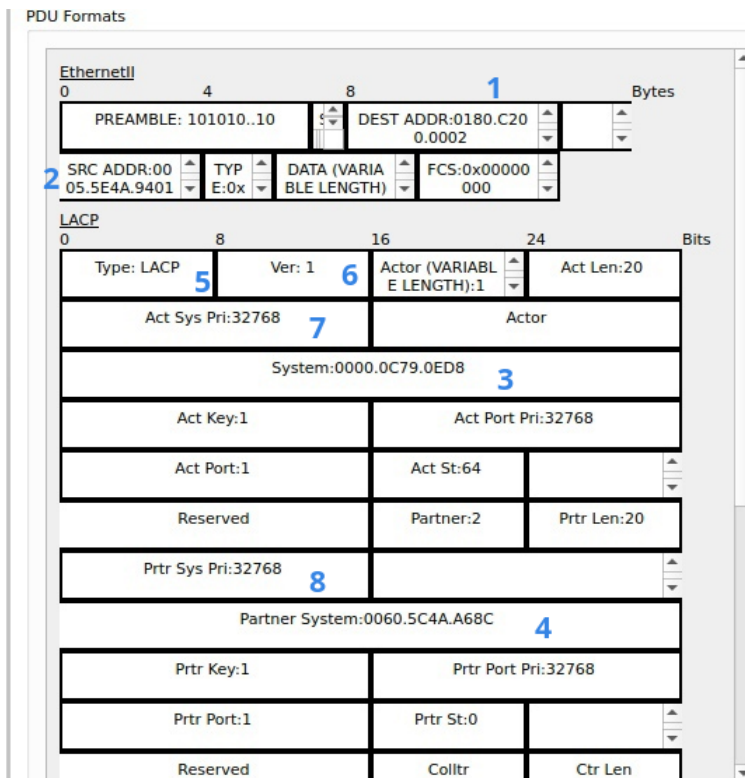 PDU Formats
EthernetII
0 4 8 1 Bytes
PREAMBLE: 101010..10 DEST ADDR:0180.C20
0.0002
2 SRC ADDR:00 TYP DATA (VARIA FCS:0x00000
05.5E4A.9401 E:0x BLE LENGTH) 000
LACP
0 8 16 24 Bits
Type: LACP 5 Ver: 1 6 Actor (VARIABL Act Len:20
E LENGTH):1
Act Sys Pri:32768 7 Actor
System:0000.0C79.0ED8 3
Act Key:1 Act Port Pri:32768
Act Port:1 Act St:64
Reserved Partner:2 Prtr Len:20
Prtr Sys Pri:32768 8
Partner System:0060.5C4A.A68C 4
Prtr Key:1 Prtr Port Pri:32768
Prtr Port:1 Prtr St:0
Reserved Colltr Ctr Len